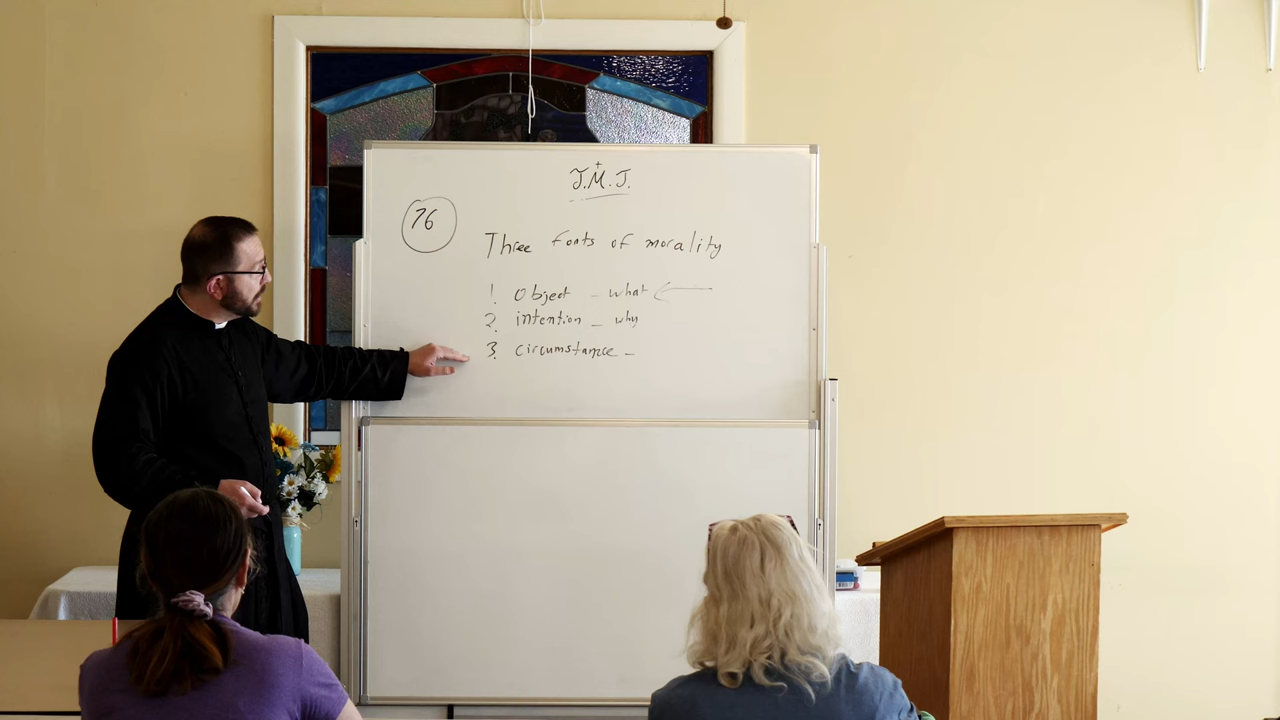 J.M.J.
76
Three fonts of morality
1. Object - what ←
2. intention - why
3. circumstance -